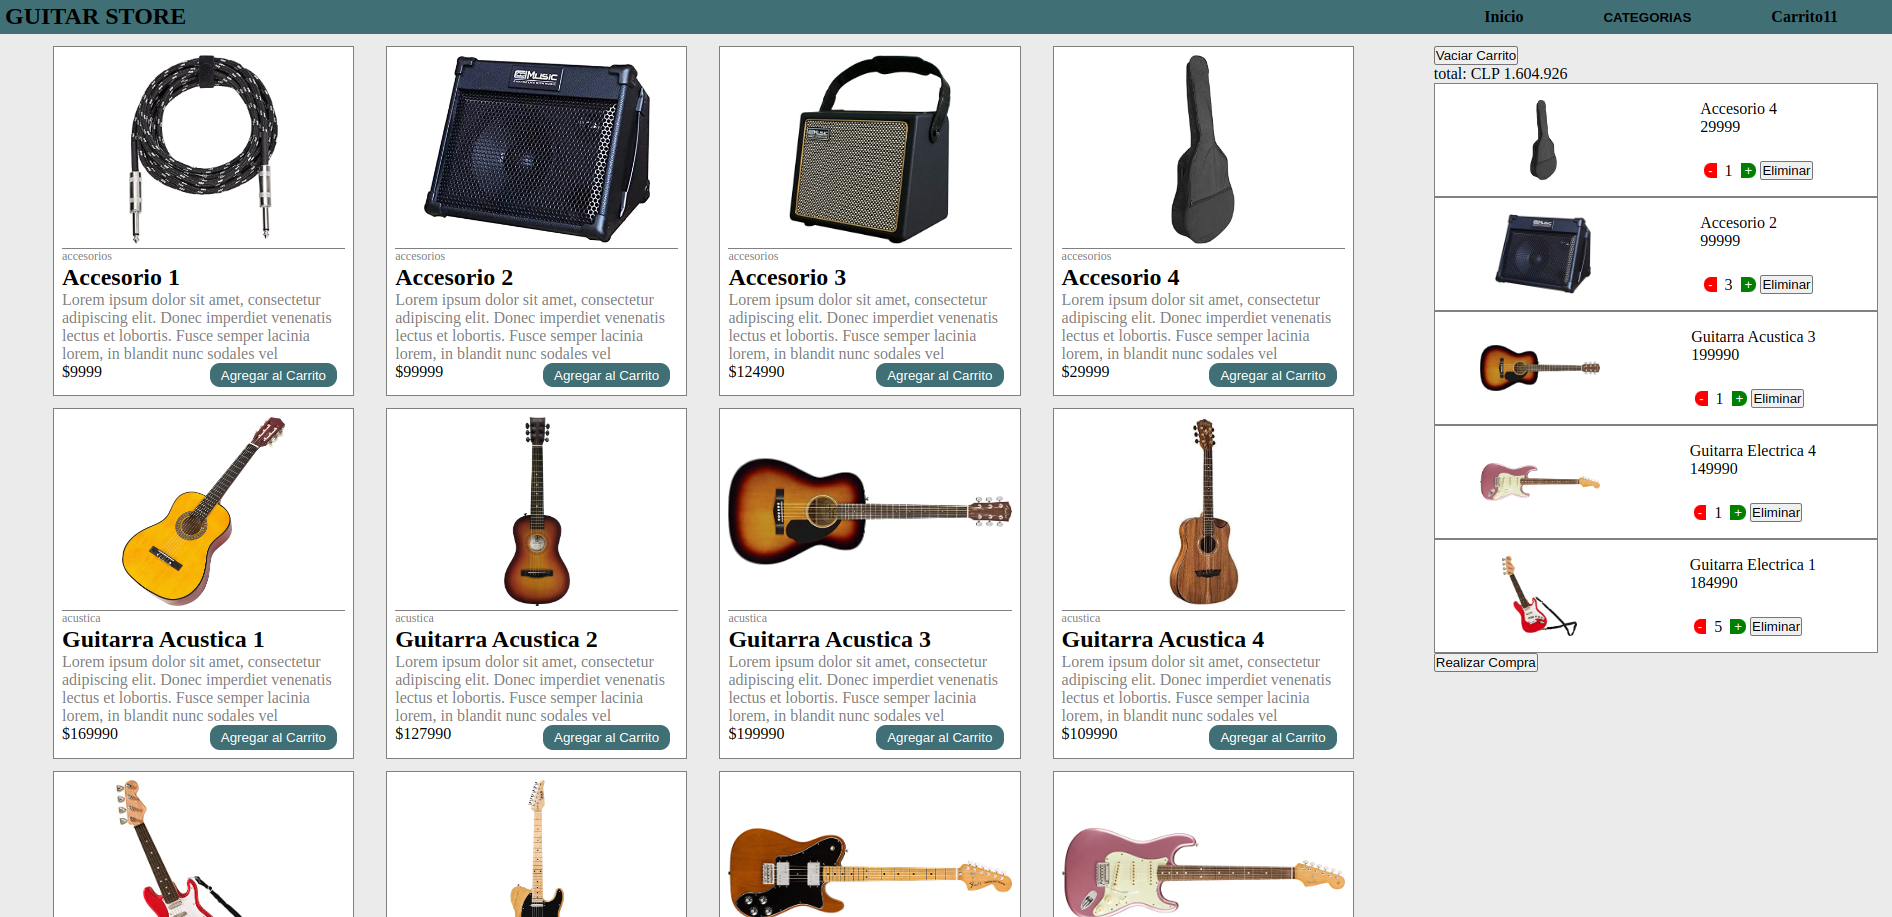 GUITAR STORE
Inicio
CATEGORIAS
Carrito11
accesorios
Accesorio 1
Lorem ipsum dolor sit amet, consectetur
adipiscing elit. Donec imperdiet venenatis
lectus et lobortis. Fusce semper lacinia
lorem, in blandit nunc sodales vel
$9999
Agregar al Carrito
MUSIC
accesorios
Accesorio 2
Lorem ipsum dolor sit amet, consectetur
adipiscing elit. Donec imperdiet venenatis
lectus et lobortis. Fusce semper lacinia
lorem, in blandit nunc sodales vel
$99999
Agregar al Carrito
accesorios
Accesorio 3
Lorem ipsum dolor sit amet, consectetur
adipiscing elit. Donec imperdiet venenatis
lectus et lobortis. Fusce semper lacinia
lorem, in blandit nunc sodales vel
$124990
Agregar al Carrito
accesorios
Accesorio 4
Lorem ipsum dolor sit amet, consectetur
adipiscing elit. Donec imperdiet venenatis
lectus et lobortis. Fusce semper lacinia
lorem, in blandit nunc sodales vel
$29999
Agregar al Carrito
acustica
Guitarra Acustica 1
Lorem ipsum dolor sit amet, consectetur
adipiscing elit. Donec imperdiet venenatis
lectus et lobortis. Fusce semper lacinia
lorem, in blandit nunc sodales vel
$169990
Agregar al Carrito
acustica
Guitarra Acustica 2
Lorem ipsum dolor sit amet, consectetur
adipiscing elit. Donec imperdiet venenatis
lectus et lobortis. Fusce semper lacinia
lorem, in blandit nunc sodales vel
$127990
Agregar al Carrito
acustica
Guitarra Acustica 3
Lorem ipsum dolor sit amet, consectetur
adipiscing elit. Donec imperdiet venenatis
lectus et lobortis. Fusce semper lacinia
lorem, in blandit nunc sodales vel
$199990
Agregar al Carrito
acustica
Guitarra Acustica 4
Lorem ipsum dolor sit amet, consectetur
adipiscing elit. Donec imperdiet venenatis
lectus et lobortis. Fusce semper lacinia
lorem, in blandit nunc sodales vel
$109990
Agregar al Carrito
Vaciar Carrito
total: CLP 1.604.926
Accesorio 4
29999
- 1 + Eliminar
Accesorio 2
99999
- 3 + Eliminar
Guitarra Acustica 3
199990
- 1 + Eliminar
Guitarra Electrica 4
149990
- 1 + Eliminar
Guitarra Electrica 1
184990
- 5 + Eliminar
Realizar Compra